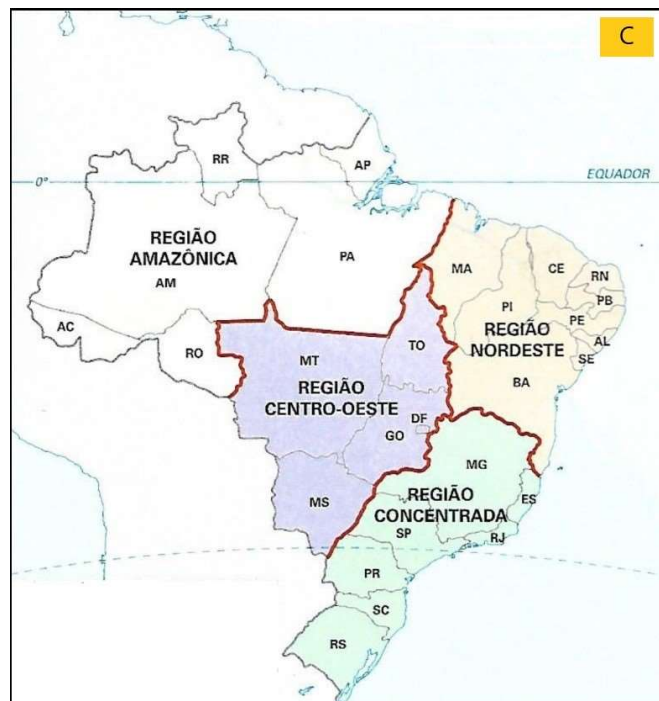 C
RR
AP
EQUADOR
0°
REGIÃO
AMAZÔNICA
AM
PA
MA
CE
RN
PB
PI
PE
AL
SE
REGIÃO
NORDESTE
AC
RO
MT
TO
BA
REGIÃO
CENTRO-OESTE
DF
GO
MG
MS
REGIÃO
CONCENTRADA
ES
SP
RJ
PR
SC
RS